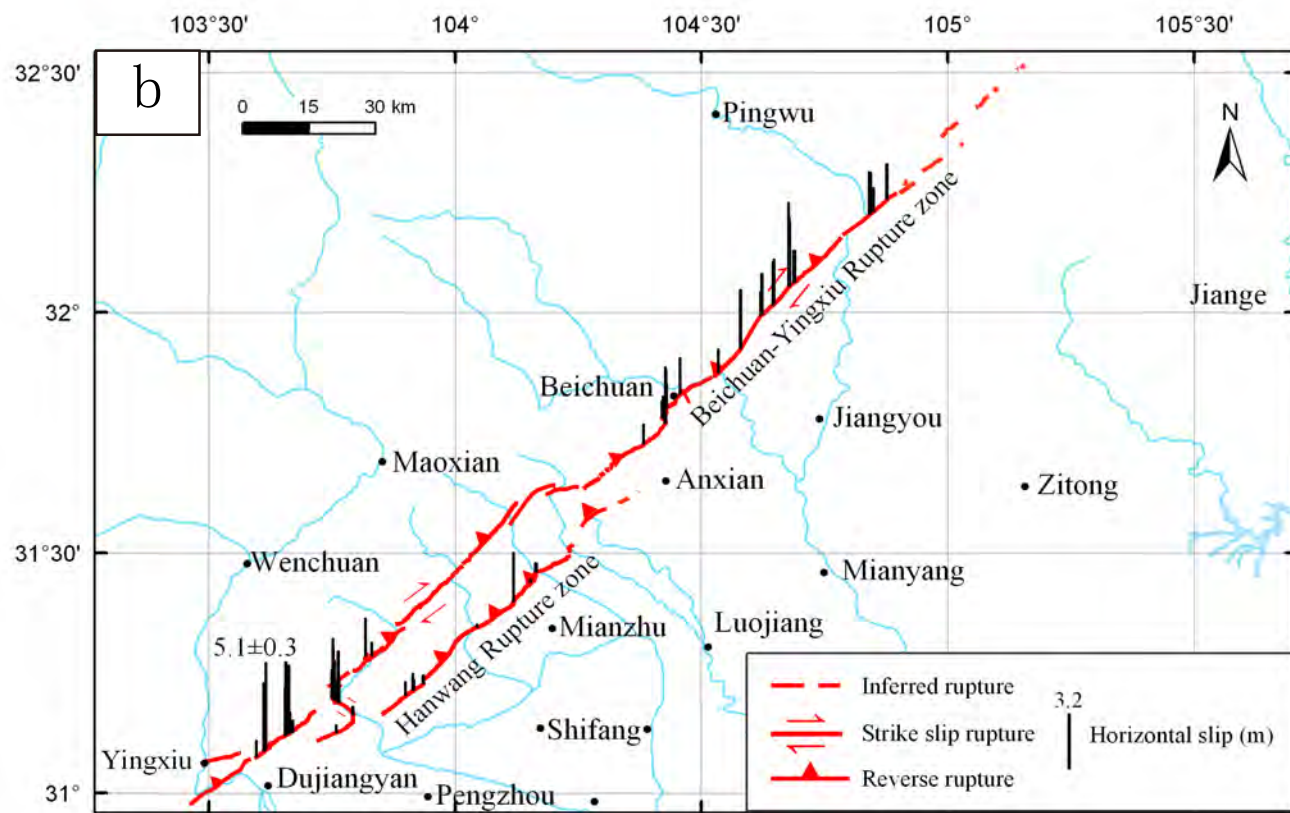 103°30' 104° 104°30' 105° 105°30'
32°30'
b
0 15 30 km
Pingwu
N
Beichuan-Yingxiu Rupture zone
32°
Jiange
Beichuan
Jiangyou
Maoxian
Anxian
Zitong
31°30'
Wenchuan
Mianyang
Hanwang Rupture zone
Mianzhu
Luojiang
5.1±0.3
Shifang
Yingxiu
Dujiangyan
31°
Pengzhou
Inferred rupture
Strike slip rupture
Reverse rupture
3.2
Horizontal slip (m)